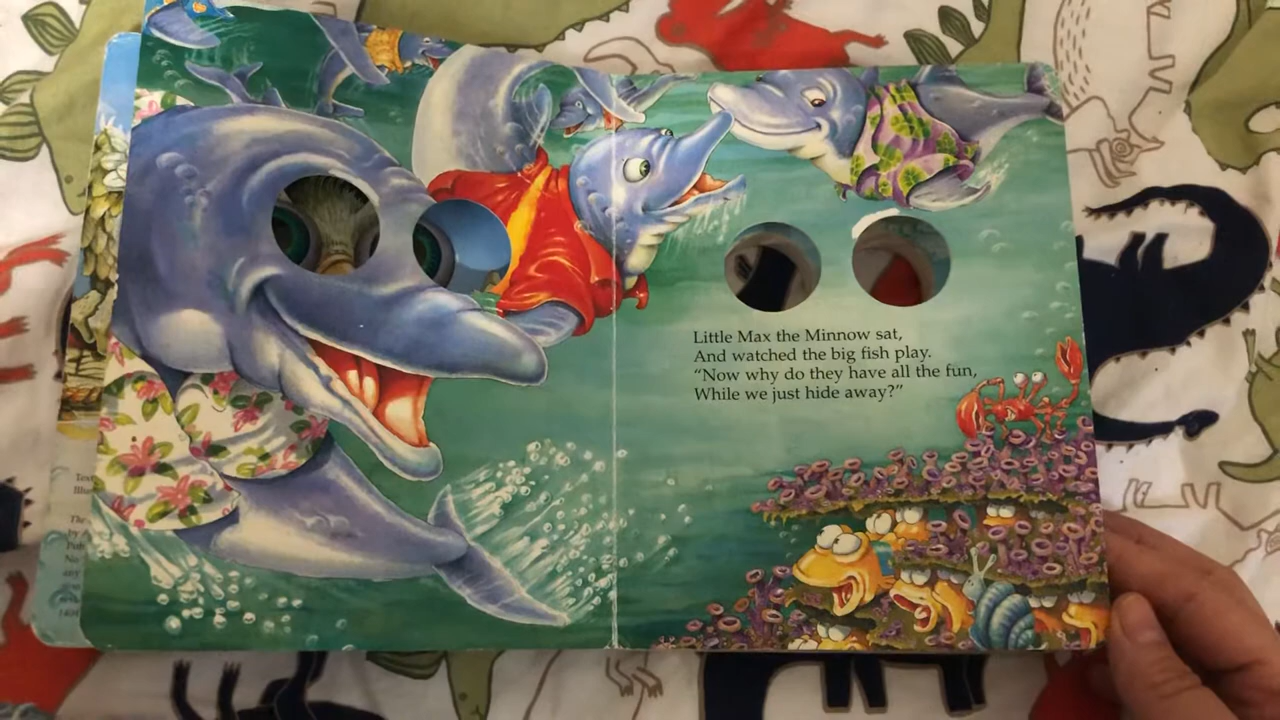 Little Max the Minnow sat,
And watched the big fish play.
“Now why do they have all the fun,
While we just hide away?”